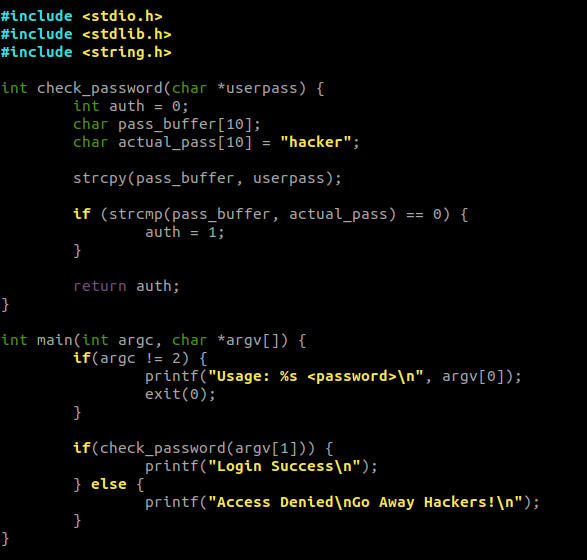 #include <stdio.h>
#include <stdlib.h>
#include <string.h>

int check_password(char *userpass) {
        int auth = 0;
        char pass_buffer[10];
        char actual_pass[10] = "hacker";

        strcpy(pass_buffer, userpass);

        if (strcmp(pass_buffer, actual_pass) == 0) {
                auth = 1;
        }

        return auth;
}

int main(int argc, char *argv[]) {
        if(argc != 2) {
                printf("Usage: %s <password>\n", argv[0]);
                exit(0);
        }

        if(check_password(argv[1])) {
                printf("Login Success\n");
        } else {
                printf("Access Denied\nGo Away Hackers!\n");
        }
}